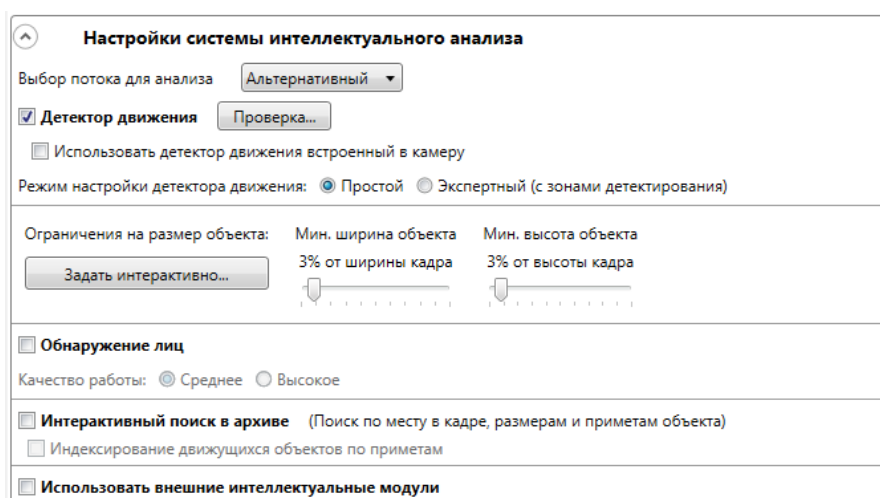 Настройки системы интеллектуального анализа
Выбор потока для анализа Альтернативный
Детектор движения Проверка...
Использовать детектор движения встроенный в камеру
Режим настройки детектора движения: Простой Экспертный (с зонами детектирования)
Ограничения на размер объекта: Мин. ширина объекта Мин. высота объекта
3% от ширины кадра 3% от высоты кадра
Задать интерактивно...
Обнаружение лиц
Качество работы: Среднее Высокое
Интерактивный поиск в архиве (Поиск по месту в кадре, размерам и приметам объекта)
Индексирование движущихся объектов по приметам
Использовать внешние интеллектуальные модули